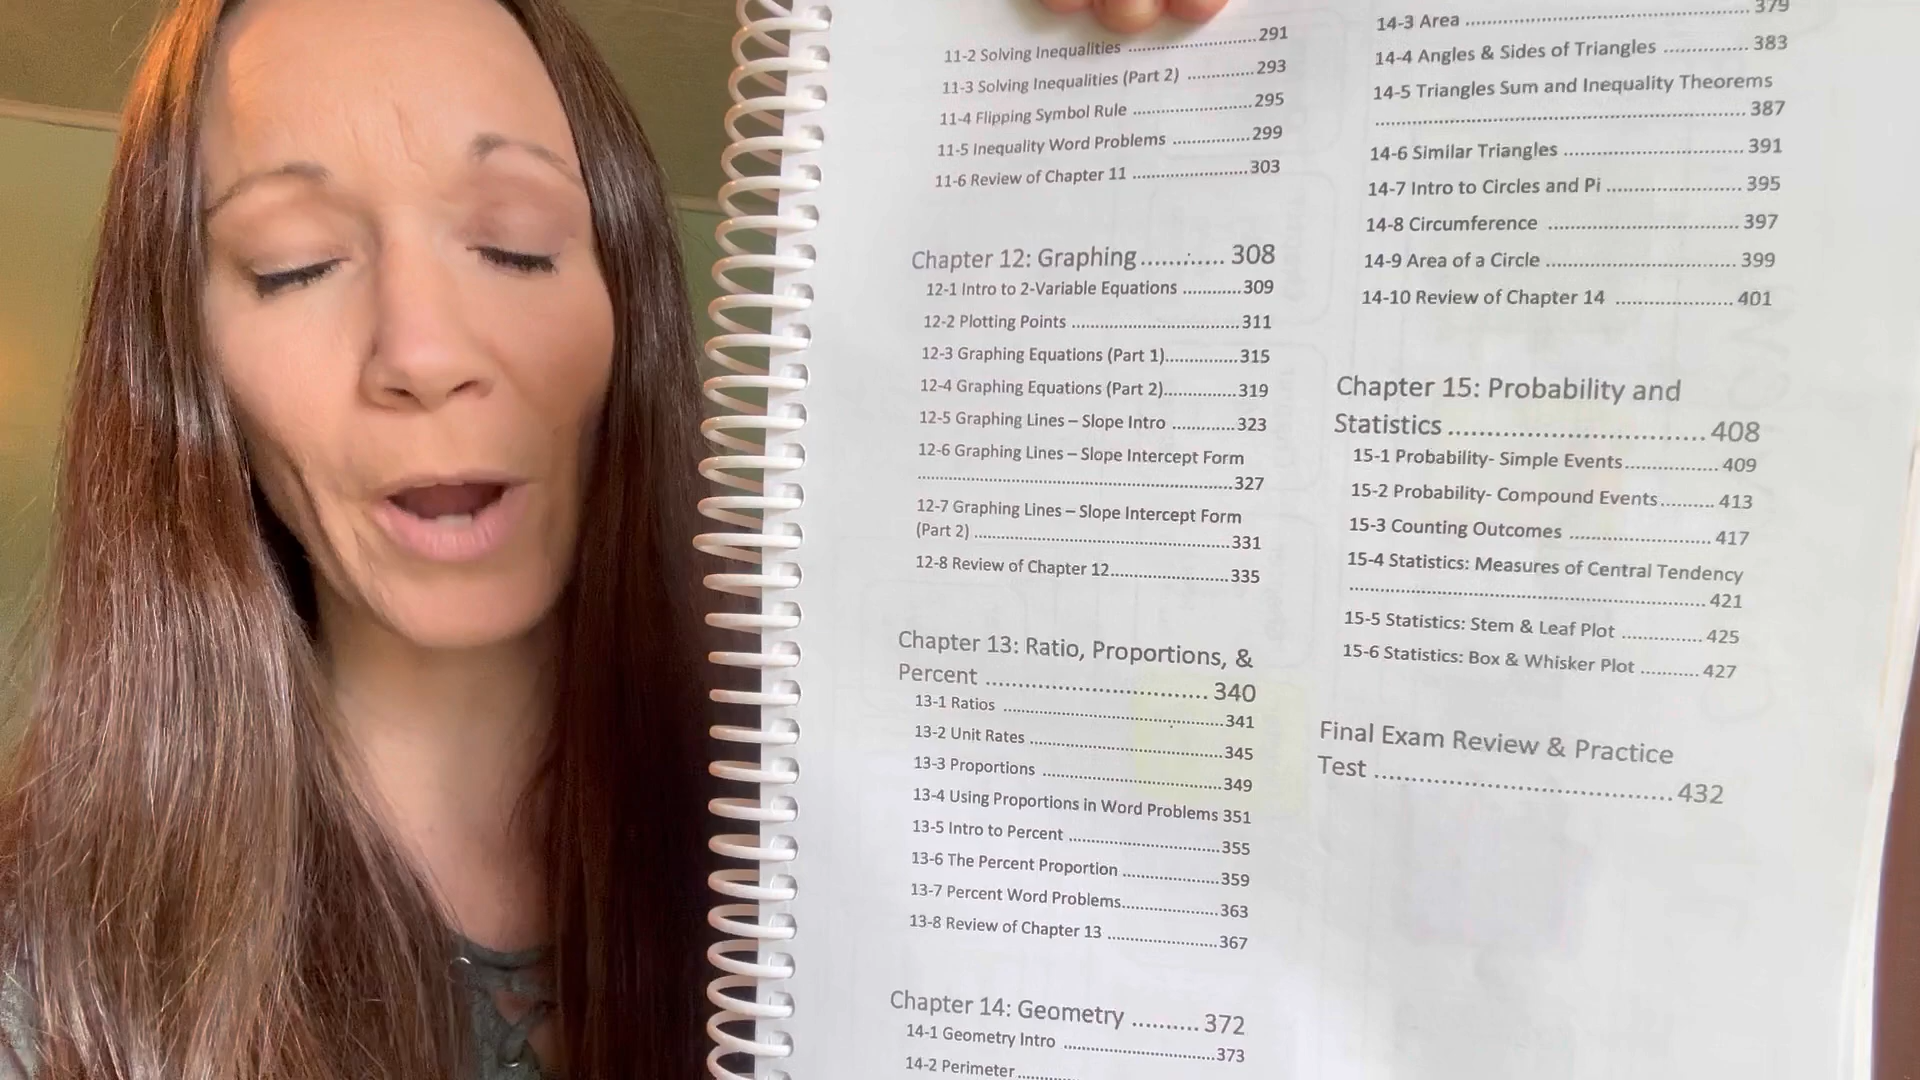 11-2 Solving Inequalities ........................ 291
11-3 Solving Inequalities (Part 2) ............. 293
11-4 Flipping Symbol Rule ........................ 295
11-5 Inequality Word Problems ............... 299
11-6 Review of Chapter 11 ....................... 303
Chapter 12: Graphing ............. 308
12-1 Intro to 2-Variable Equations ............ 309
12-2 Plotting Points .................................. 311
12-3 Graphing Equations (Part 1) ............... 315
12-4 Graphing Equations (Part 2) ............... 319
12-5 Graphing Lines – Slope Intro ............. 323
12-6 Graphing Lines – Slope Intercept Form
................................................................ 327
12-7 Graphing Lines – Slope Intercept Form
(Part 2) .................................................... 331
12-8 Review of Chapter 12 ........................ 335
Chapter 13: Ratio, Proportions, &
Percent .................................. 340
13-1 Ratios ............................................. 341
13-2 Unit Rates ....................................... 345
13-3 Proportions ..................................... 349
13-4 Using Proportions in Word Problems 351
13-5 Intro to Percent ............................... 355
13-6 The Percent Proportion .................... 359
13-7 Percent Word Problems .................... 363
13-8 Review of Chapter 13 ....................... 367
Chapter 14: Geometry .......... 372
14-1 Geometry Intro ............................... 373
14-2 Perimeter
14-3 Area ................................................ 379
14-4 Angles & Sides of Triangles .............. 383
14-5 Triangles Sum and Inequality Theorems
................................................................ 387
14-6 Similar Triangles .............................. 391
14-7 Intro to Circles and Pi ...................... 395
14-8 Circumference ................................. 397
14-9 Area of a Circle ................................ 399
14-10 Review of Chapter 14 .................... 401
Chapter 15: Probability and
Statistics .................................. 408
15-1 Probability- Simple Events ............... 409
15-2 Probability- Compound Events .......... 413
15-3 Counting Outcomes ......................... 417
15-4 Statistics: Measures of Central Tendency
................................................................ 421
15-5 Statistics: Stem & Leaf Plot .............. 425
15-6 Statistics: Box & Whisker Plot ........... 427
Final Exam Review & Practice
Test ........................................ 432